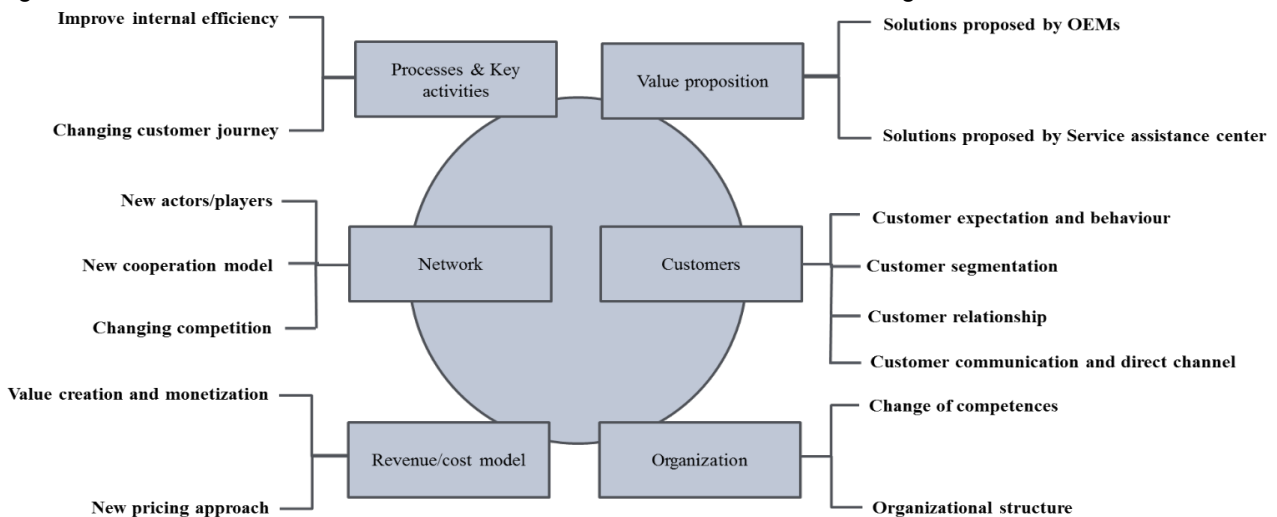 Improve internal efficiency
Processes & Key
activities
Changing customer journey
Solutions proposed by OEMs
Value proposition
Solutions proposed by Service assistance center
New actors/players
New cooperation model
Network
Changing competition
Customer expectation and behaviour
Customers
Customer segmentation
Customer relationship
Customer communication and direct channel
Value creation and monetization
Revenue/cost model
New pricing approach
Change of competences
Organization
Organizational structure